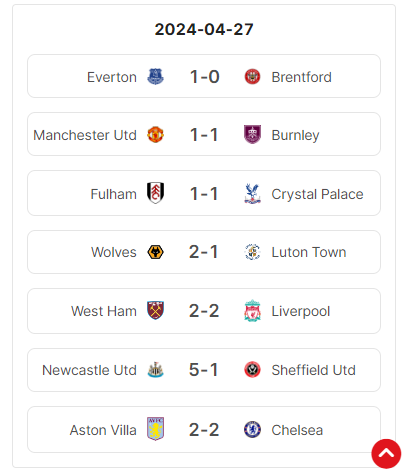 2024-04-27
Everton 1-0 Brentford
Manchester Utd 1-1 Burnley
Fulham 1-1 Crystal Palace
Wolves 2-1 Luton Town
West Ham 2-2 Liverpool
Newcastle Utd 5-1 Sheffield Utd
Aston Villa 2-2 Chelsea